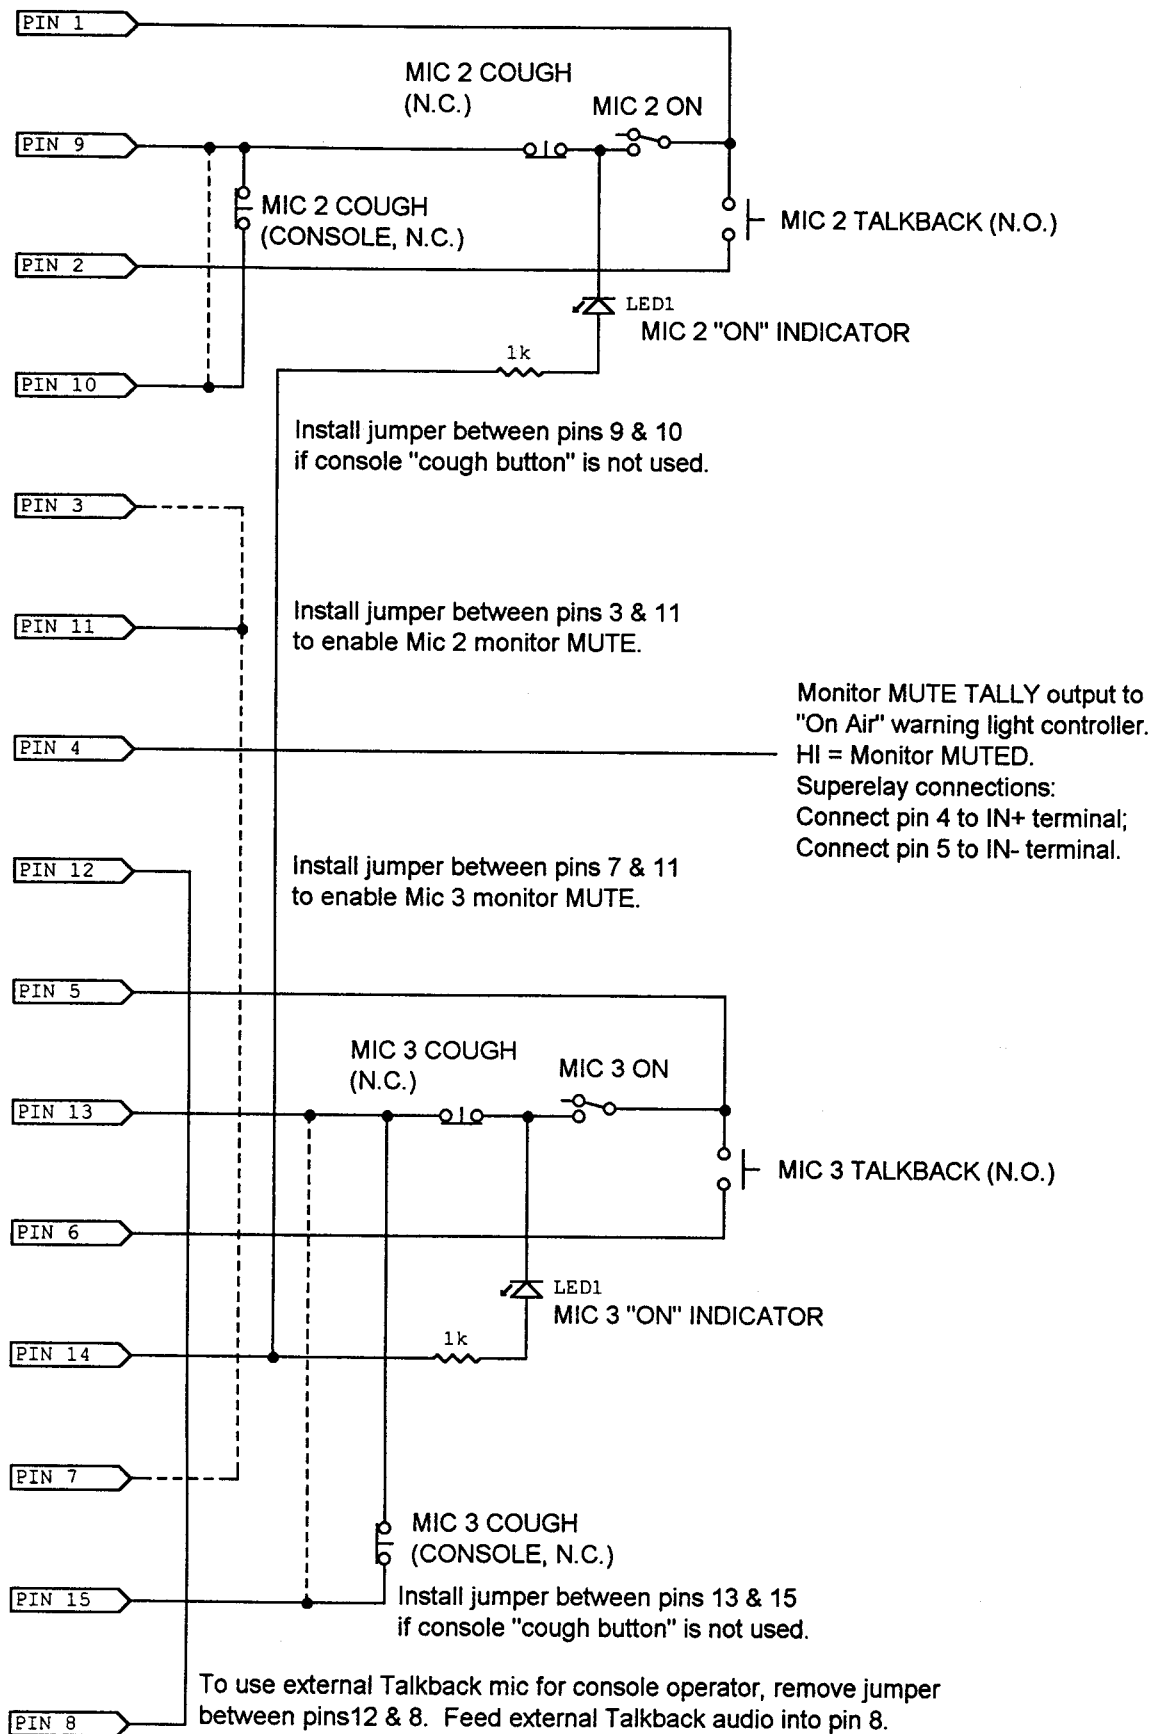 PIN 1
MIC 2 COUGH
(N.C.)
MIC 2 ON
PIN 9
MIC 2 COUGH
(CONSOLE, N.C.)
MIC 2 TALKBACK (N.O.)
PIN 2
LED1
MIC 2 "ON" INDICATOR
1k
PIN 10
Install jumper between pins 9 & 10
if console "cough button" is not used.
PIN 3
PIN 11
Install jumper between pins 3 & 11
to enable Mic 2 monitor MUTE.
PIN 4
Monitor MUTE TALLY output to
"On Air" warning light controller.
HI = Monitor MUTED.
Superelay connections:
Connect pin 4 to IN+ terminal;
Connect pin 5 to IN- terminal.
PIN 12
Install jumper between pins 7 & 11
to enable Mic 3 monitor MUTE.
PIN 5
MIC 3 COUGH
(N.C.)
MIC 3 ON
PIN 13
MIC 3 TALKBACK (N.O.)
PIN 6
LED1
MIC 3 "ON" INDICATOR
1k
PIN 14
PIN 7
MIC 3 COUGH
(CONSOLE, N.C.)
PIN 15
Install jumper between pins 13 & 15
if console "cough button" is not used.
To use external Talkback mic for console operator, remove jumper
between pins12 & 8. Feed external Talkback audio into pin 8.
PIN 8